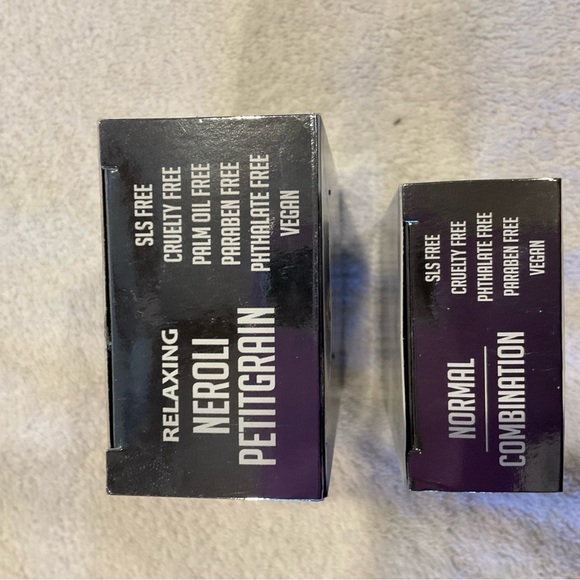 RELAXING
NEROLI
PETITGRAIN
SLS FREE
CRUELTY FREE
PALM OIL FREE
PARABEN FREE
PHTHALATE FREE
VEGAN
NORMAL
COMBINATION
SLS FREE
CRUELTY FREE
PHTHALATE FREE
PARABEN FREE
VEGAN